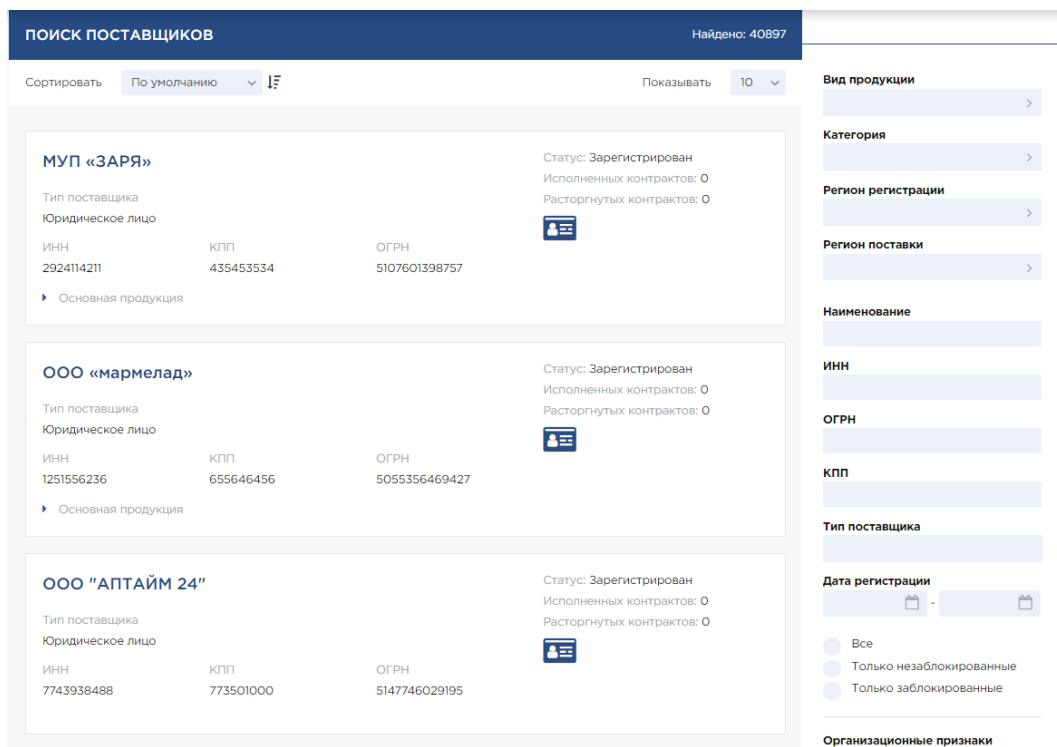 ПОИСК ПОСТАВЩИКОВ
Найдено: 40897
Сортировать По умолчанию
Показывать 10
МУП «ЗАРЯ»
Тип поставщика
Юридическое лицо
ИНН КПП ОГРН
2924114211 435453534 5107601398757
Основная продукция
Статус: Зарегистрирован
Исполненных контрактов: 0
Расторгнутых контрактов: 0
ООО «мармелад»
Тип поставщика
Юридическое лицо
ИНН КПП ОГРН
1251556236 655646456 5055356469427
Основная продукция
Статус: Зарегистрирован
Исполненных контрактов: 0
Расторгнутых контрактов: 0
ООО "АПТАЙМ 24"
Тип поставщика
Юридическое лицо
ИНН КПП ОГРН
7743938488 773501000 5147746029195
Статус: Зарегистрирован
Исполненных контрактов: 0
Расторгнутых контрактов: 0
Вид продукции
Категория
Регион регистрации
Регион поставки
Наименование
ИНН
ОГРН
КПП
Тип поставщика
Дата регистрации
-
Все
Только незаблокированные
Только заблокированные
Организационные признаки